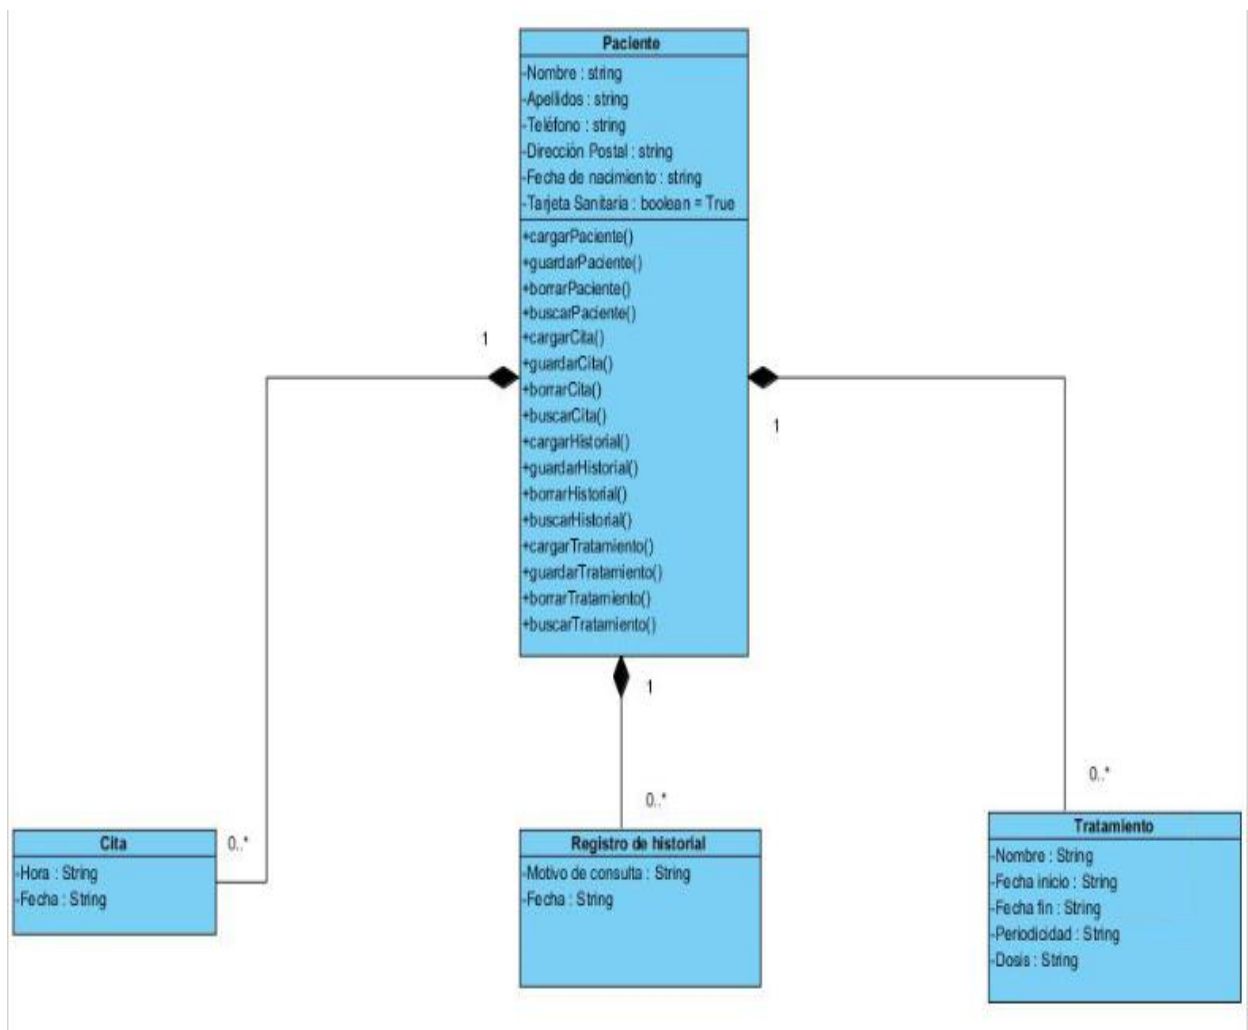 Paciente
-Nombre : string
-Apellidos : string
-Teléfono : string
-Dirección Postal : string
-Fecha de nacimiento : string
-Tarjeta Sanitaria : boolean = True
+cargarPaciente()
+guardarPaciente()
+borrarPaciente()
+buscarPaciente()
+cargarCita()
+guardarCita()
+borrarCita()
+buscarCita()
+cargarHistorial()
+guardarHistorial()
+borrarHistorial()
+buscarHistorial()
+cargarTratamiento()
+guardarTratamiento()
+borrarTratamiento()
+buscarTratamiento()
1
1
1
0..*
0..*
0..*
Cita
-Hora : String
-Fecha : String
Registro de historial
-Motivo de consulta : String
-Fecha : String
Tratamiento
-Nombre : String
-Fecha inicio : String
-Fecha fin : String
-Periodicidad : String
-Dosis : String